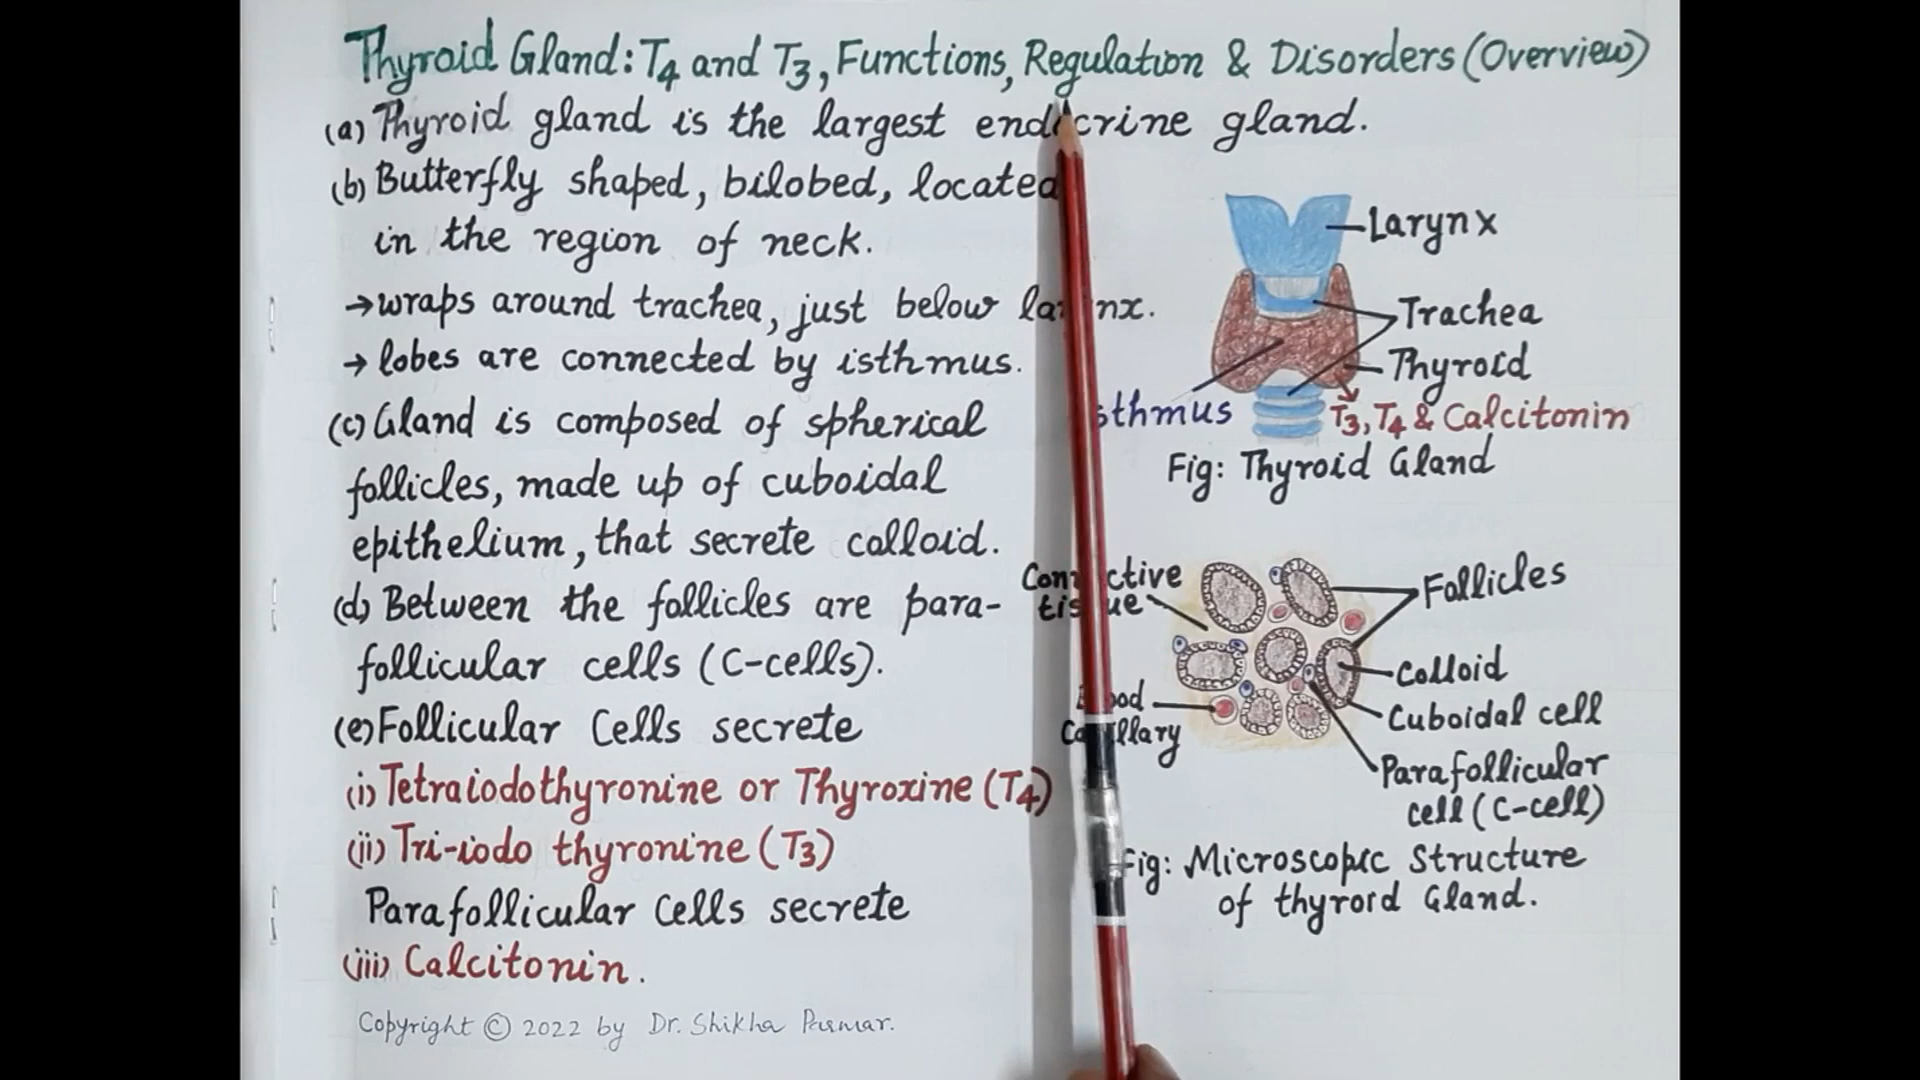 Thyroid Gland: T4 and T3, Functions, Regulation & Disorders (Overview)
(a) Thyroid gland is the largest endocrine gland.
(b) Butterfly shaped, bilobed, located
in the region of neck.
→ wraps around trachea, just below larynx.
→ lobes are connected by isthmus.
(c) Gland is composed of spherical
follicles, made up of cuboidal
epithelium, that secrete colloid.
(d) Between the follicles are para-
follicular cells (C-cells).
(e) Follicular Cells secrete
(i) Tetraiodothyronine or Thyroxine (T4)
(ii) Tri-iodo thyronine (T3)
Parafollicular Cells secrete
(iii) Calcitonin.
Copyright © 2022 by Dr. Shikha Parmar.
Larynx
Trachea
Thyroid
Isthmus
T3, T4 & Calcitonin
Fig: Thyroid Gland
Connective
tissue
Follicles
Colloid
Cuboidal cell
Blood
Capillary
Parafollicular
cell (C-cell)
Fig: Microscopic Structure
of thyroid Gland.